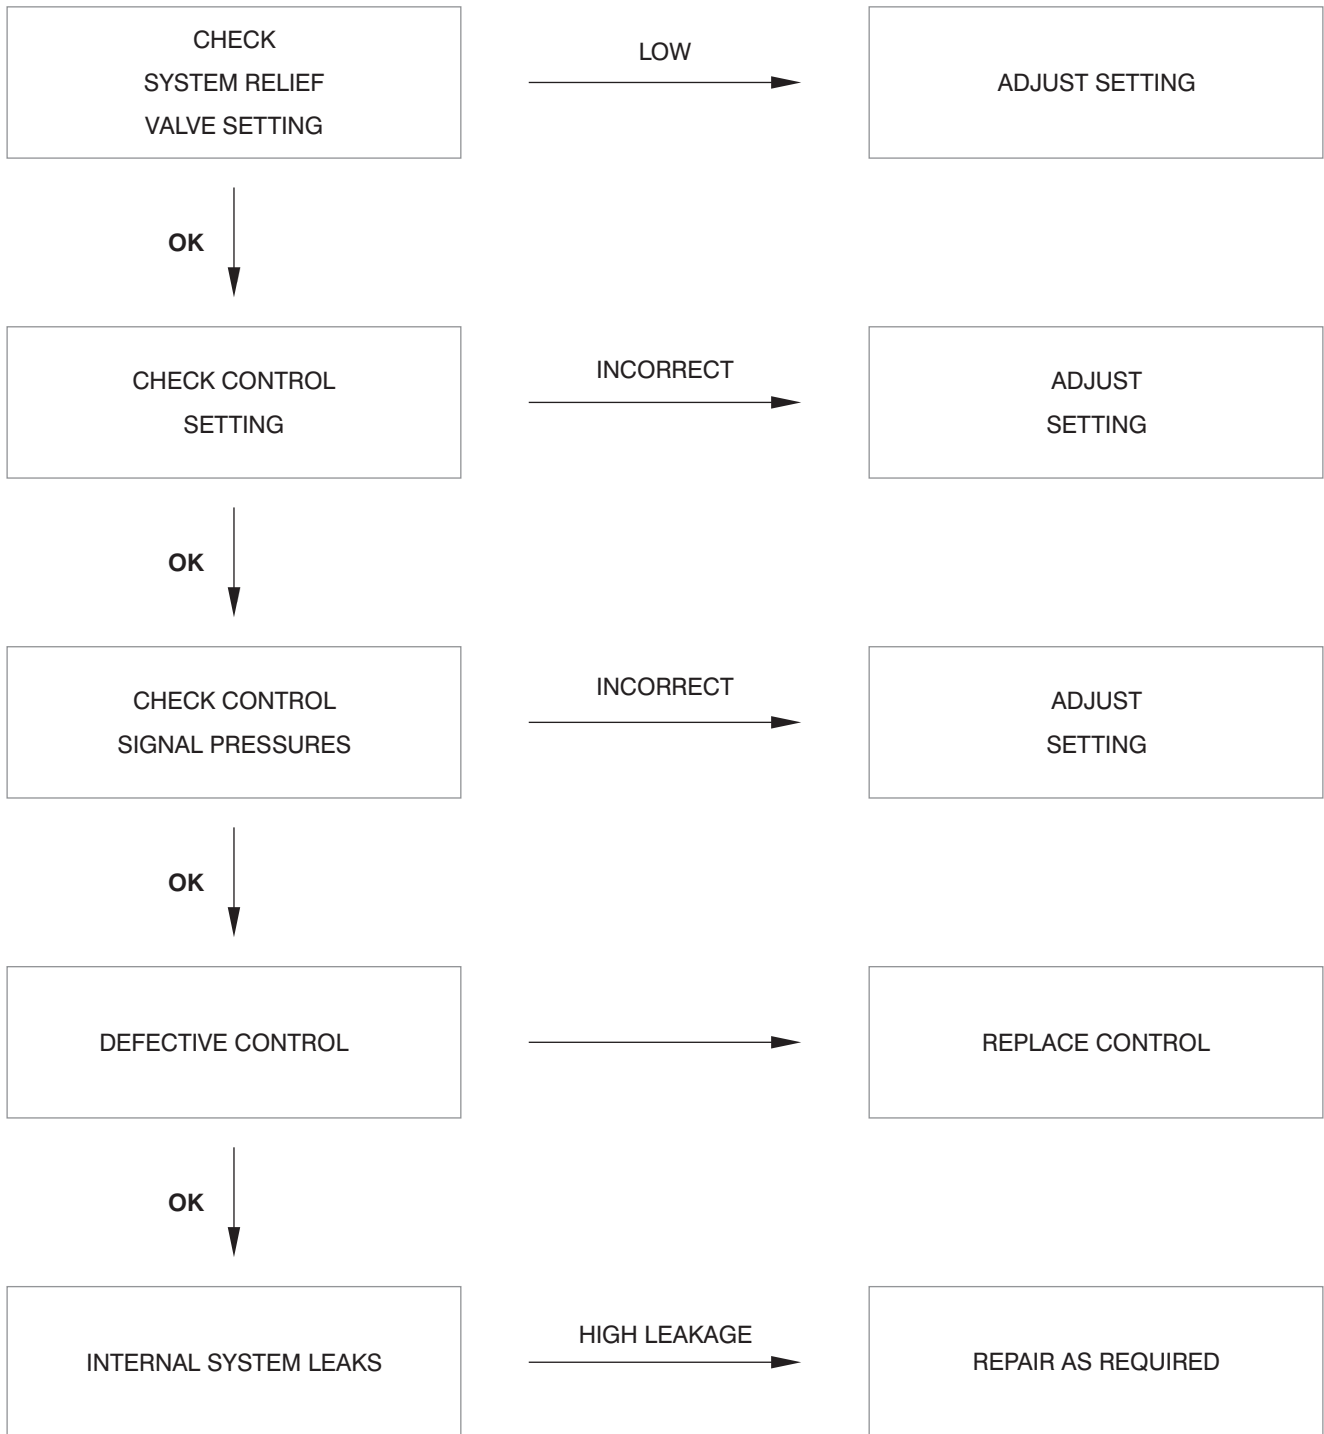 CHECK
SYSTEM RELIEF
VALVE SETTING
LOW
ADJUST SETTING
OK
CHECK CONTROL
SETTING
INCORRECT
ADJUST
SETTING
OK
CHECK CONTROL
SIGNAL PRESSURES
INCORRECT
ADJUST
SETTING
OK
DEFECTIVE CONTROL
REPLACE CONTROL
OK
INTERNAL SYSTEM LEAKS
HIGH LEAKAGE
REPAIR AS REQUIRED